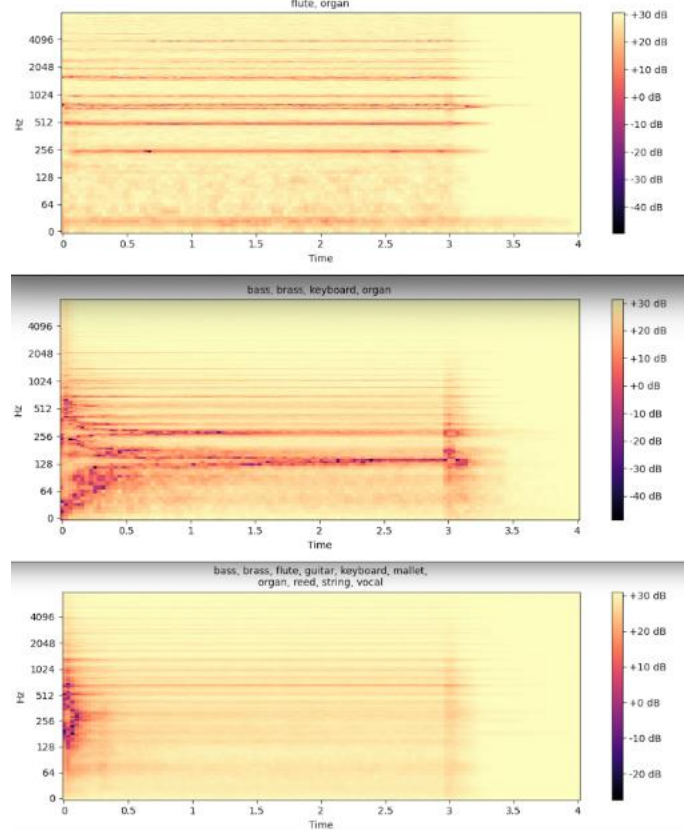 flute, organ
4096
2048
1024
512
256
128
64
0
Hz
0
0.5
1
1.5
2
2.5
3
3.5
4
Time
+30 dB
+20 dB
+10 dB
+0 dB
-10 dB
-20 dB
-30 dB
-40 dB
bass, brass, keyboard, organ
4096
2048
1024
512
256
128
64
0
Hz
0
0.5
1
1.5
2
2.5
3
3.5
4
Time
+30 dB
+20 dB
+10 dB
+0 dB
-10 dB
-20 dB
-30 dB
-40 dB
bass, brass, flute, guitar, keyboard, mallet,
organ, reed, string, vocal
4096
2048
1024
512
256
128
64
0
Hz
0
0.5
1
1.5
2
2.5
3
3.5
4
Time
+30 dB
+20 dB
+10 dB
+0 dB
-10 dB
-20 dB